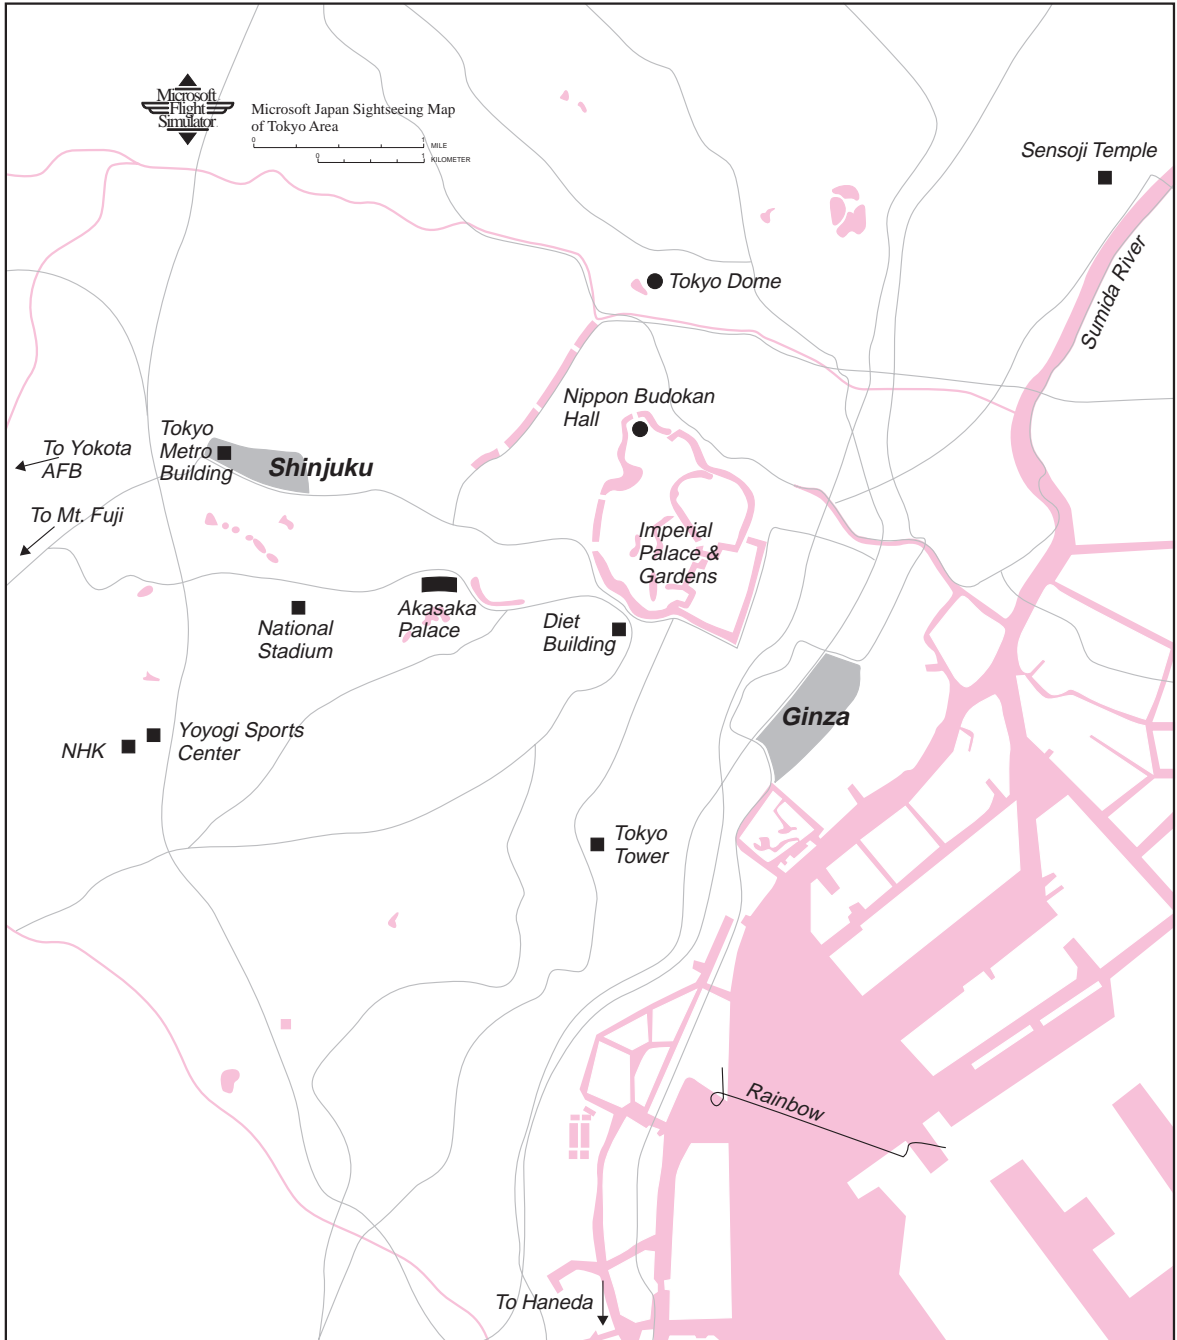 Microsoft
Flight
Simulator
Microsoft Japan Sightseeing Map
of Tokyo Area
0 1 MILE
0 1 KILOMETER
Sensoji Temple
Sumida River
Tokyo Dome
Nippon Budokan
Hall
Tokyo
Metro
Building
Shinjuku
To Yokota
AFB
To Mt. Fuji
Imperial
Palace &
Gardens
Akasaka
Palace
National
Stadium
Diet
Building
Ginza
Yoyogi Sports
Center
NHK
Tokyo
Tower
Rainbow
To Haneda